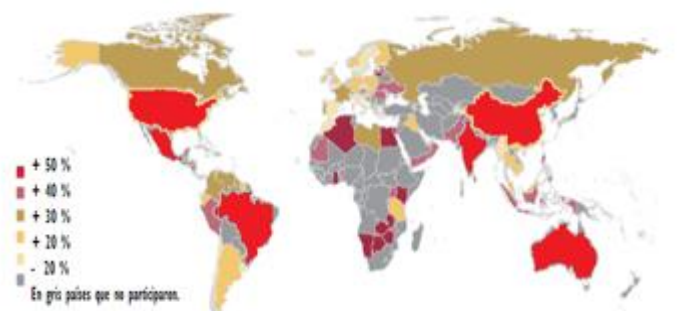 + 50 %
+ 40 %
+ 30 %
+ 20 %
- 20 %
En gris países que no participaron.